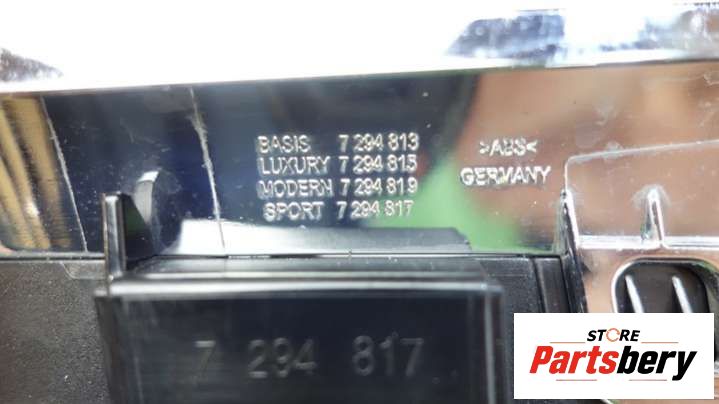 BASIS 7 294 813
LUXURY 7 294 815
MODERN 7 294 819
SPORT 7 294 817
>ABS<
GERMANY
7 294 817
STORE
Partsbery